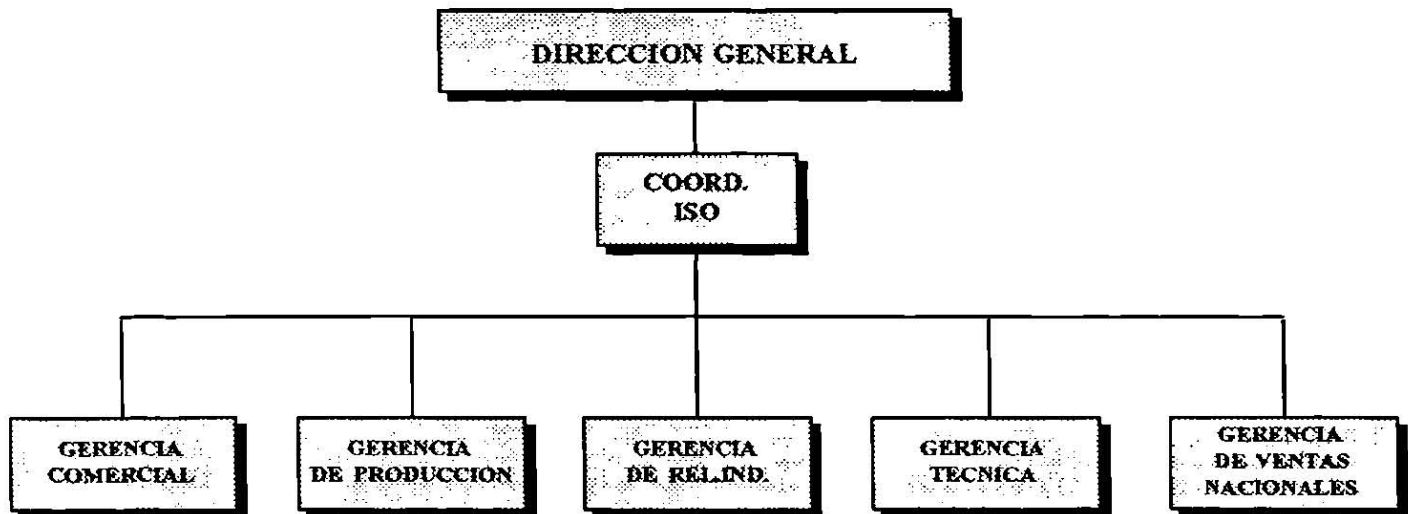 DIRECCION GENERAL
COORD.
ISO
GERENCIA
COMERCIAL
GERENCIA
DE PRODUCCION
GERENCIA
DE REL.IND.
GERENCIA
TECNICA
GERENCIA
DE VENTAS
NACIONALES